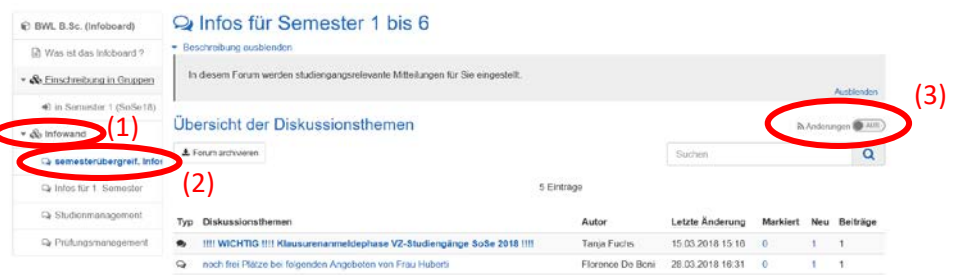 BWL B.Sc. (Infoboard)
Was ist das Infoboard ?
Einschreibung in Gruppen
in Semester 1 (SoSe18)
Infowand
(1)
semesterübergreif. Infos
(2)
Infos für 1. Semester
Studienmanagement
Prüfungsmanagement
Infos für Semester 1 bis 6
Beschreibung ausblenden
In diesem Forum werden studiengangsrelevante Mitteilungen für Sie eingestellt.
Ausblenden
(3)
Übersicht der Diskussionsthemen
Änderungen AUS
Forum archivieren
Suchen
5 Einträge
Typ Diskussionsthemen Autor Letzte Änderung Markiert Neu Beiträge
!!!! WICHTIG !!!! Klausurenanmeldephase VZ-Studiengänge SoSe 2018 !!!! Tanja Fuchs 15.03.2018 15:16 0 1 1
noch frei Plätze bei folgenden Angeboten von Frau Huberti Florence De Boni 28.03.2018 16:31 0 1 1